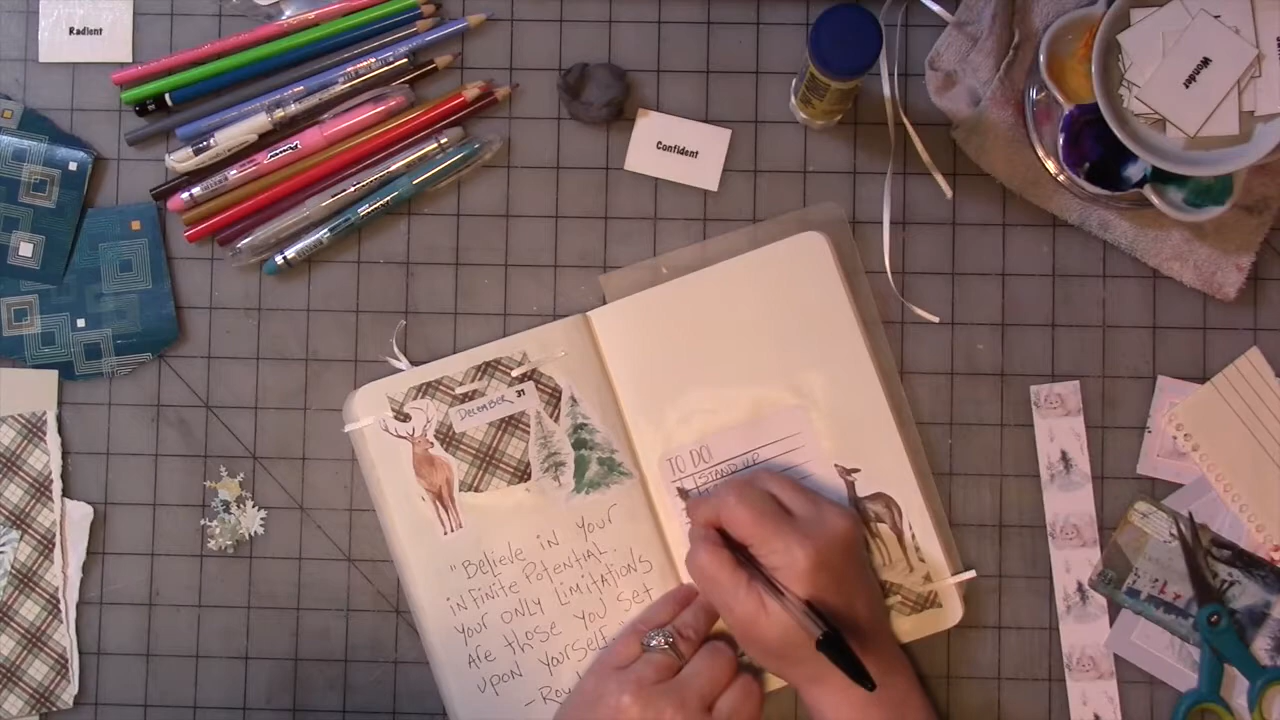 Radient
Confident
Wonder
Power
DECEMBER 31
"Believe in Your
infinite Potential.
Your only Limitations
Are those You Set
upon Yourself."
TO DO!
STAND UP